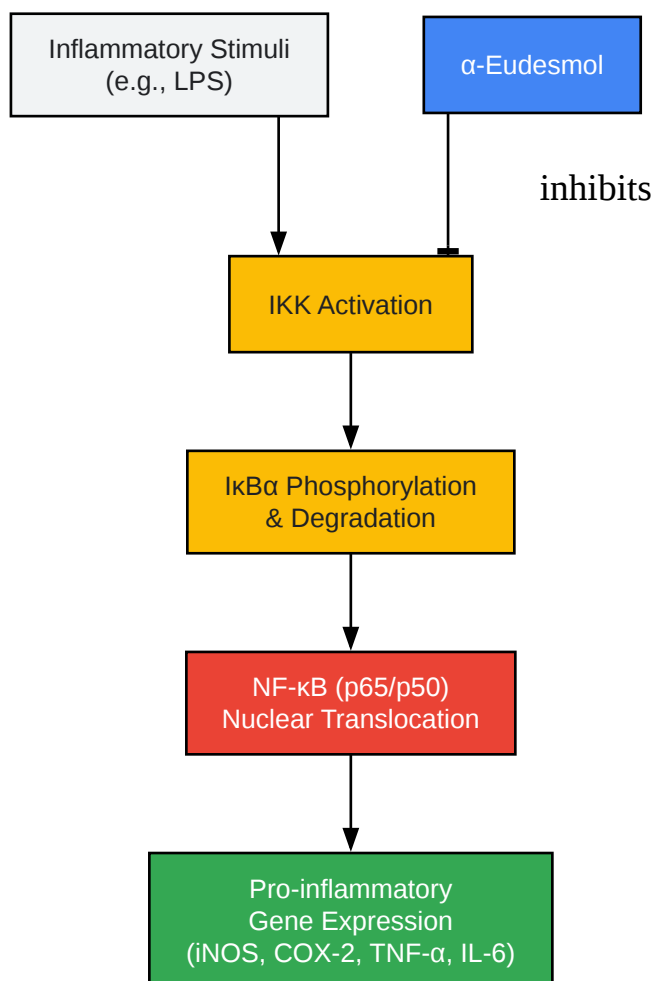 Inflammatory Stimuli
(e.g., LPS)
α-Eudesmol
inhibits
IKK Activation
IκBα Phosphorylation
& Degradation
NF-κB (p65/p50)
Nuclear Translocation
Pro-inflammatory
Gene Expression
(iNOS, COX-2, TNF-α, IL-6)